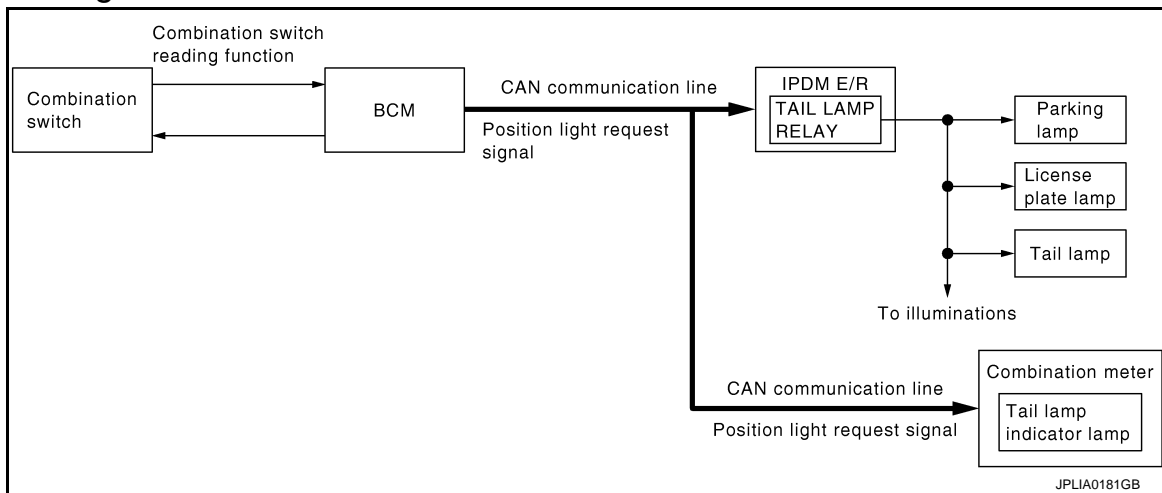 Combination switch
reading function
Combination
switch
BCM
CAN communication line
Position light request
signal
IPDM E/R
TAIL LAMP
RELAY
Parking
lamp
License
plate lamp
Tail lamp
To illuminations
CAN communication line
Position light request signal
Combination meter
Tail lamp
indicator lamp
JPLIA0181GB